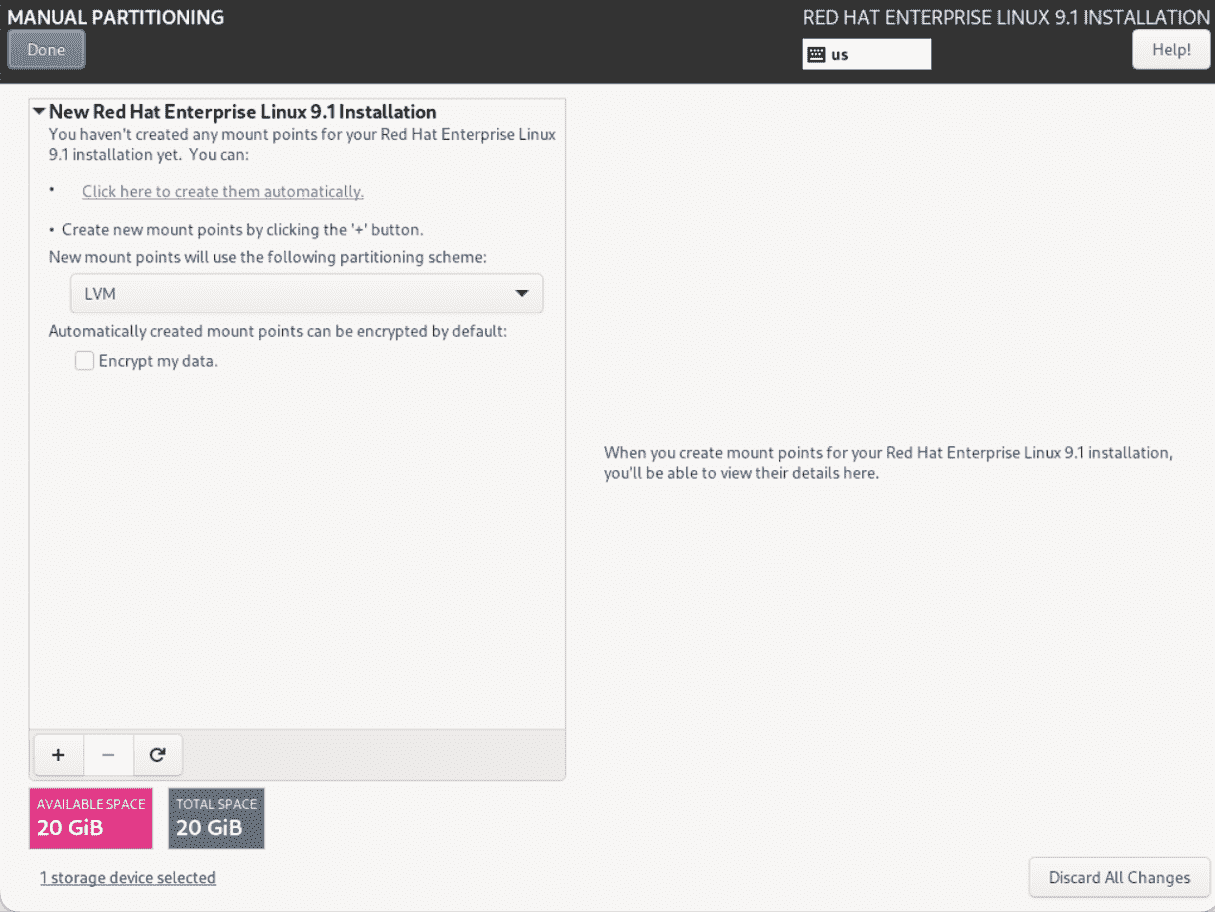 MANUAL PARTITIONING
RED HAT ENTERPRISE LINUX 9.1 INSTALLATION
Done
us
Help!
New Red Hat Enterprise Linux 9.1 Installation
You haven't created any mount points for your Red Hat Enterprise Linux
9.1 installation yet. You can:
• Click here to create them automatically.
• Create new mount points by clicking the '+' button.
New mount points will use the following partitioning scheme:
LVM
Automatically created mount points can be encrypted by default:
Encrypt my data.
When you create mount points for your Red Hat Enterprise Linux 9.1 installation,
you'll be able to view their details here.
+ −
AVAILABLE SPACE
20 GiB
TOTAL SPACE
20 GiB
1 storage device selected
Discard All Changes